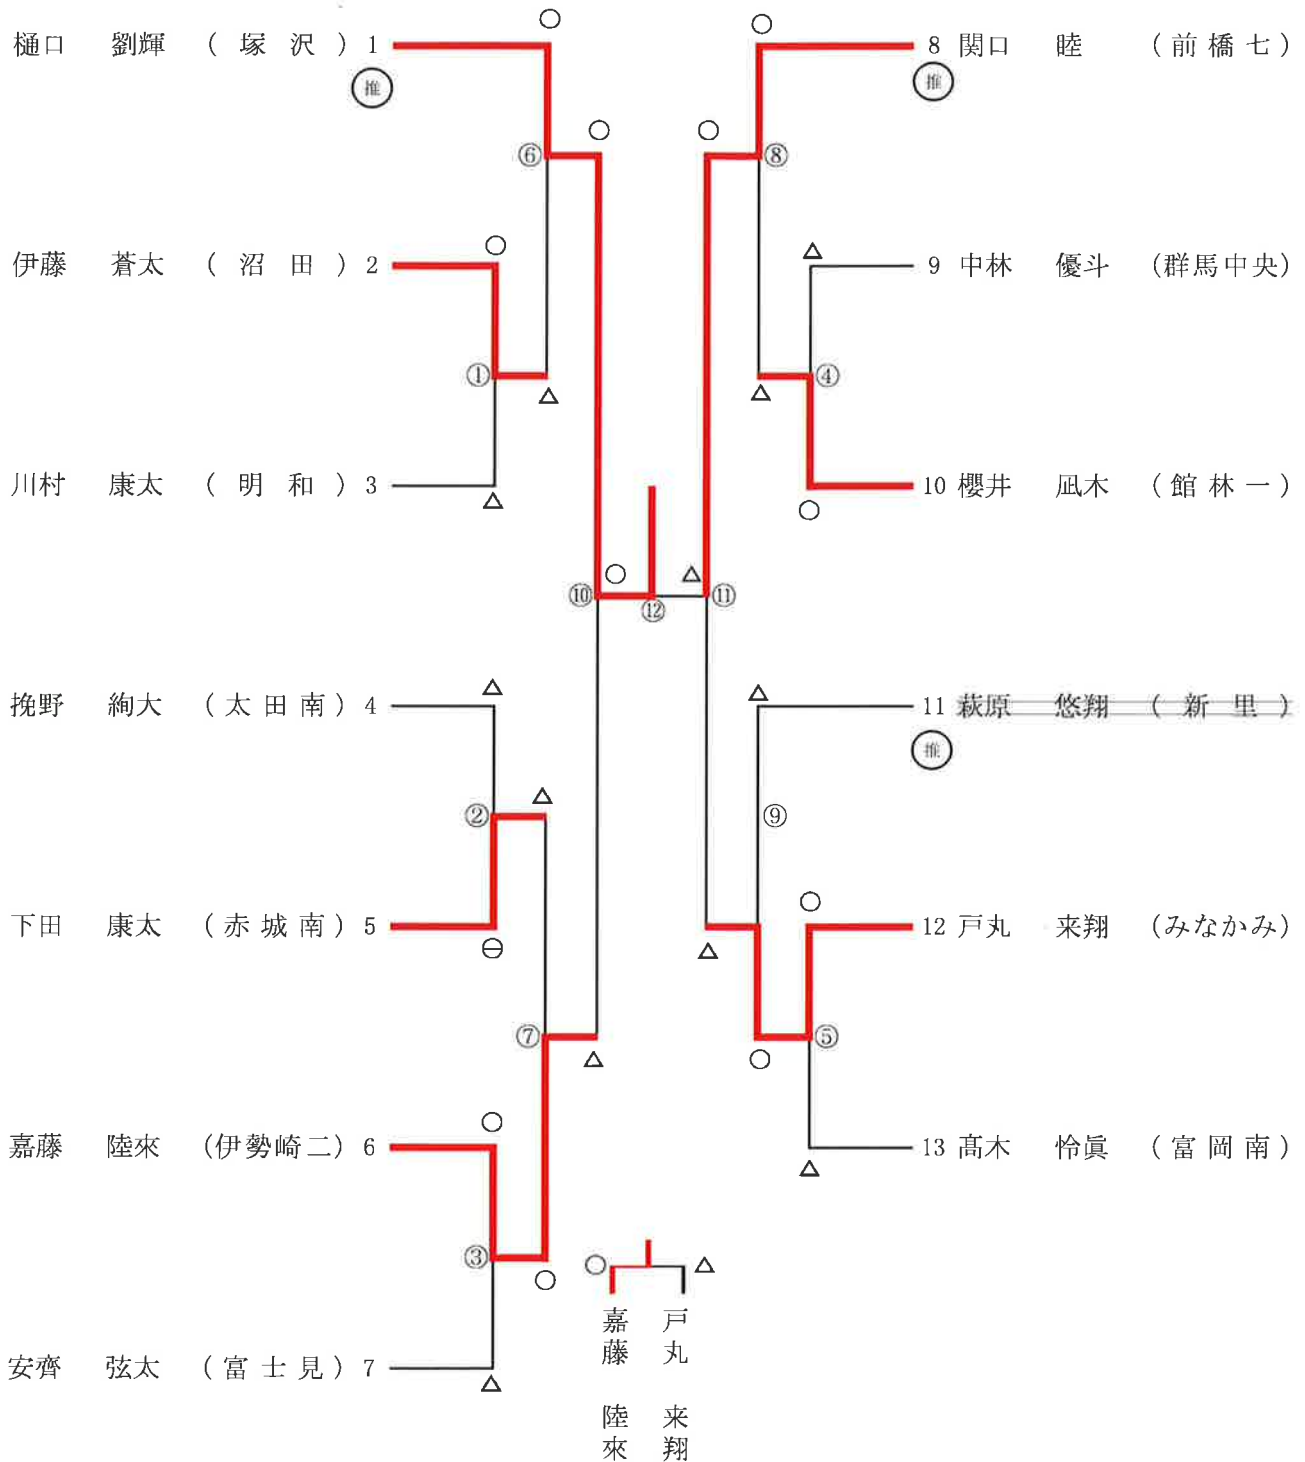 樋口 劉輝 (塚沢) 1
推
伊藤 蒼太 (沼田) 2
川村 康太 (明和) 3
挽野 絢大 (太田南) 4
下田 康太 (赤城南) 5
嘉藤 陸來 (伊勢崎二) 6
安齊 弦太 (富士見) 7
⑥
①
⑩
②
⑦
③
⑫
⑧
④
⑪
⑨
⑤
8 関口 睦 (前橋七)
推
9 中林 優斗 (群馬中央)
10 櫻井 凪木 (館林一)
11 萩原 悠翔 (新里)
推
12 戸丸 来翔 (みなかみ)
13 髙木 怜眞 (富岡南)
嘉藤 陸來
戸丸 来翔